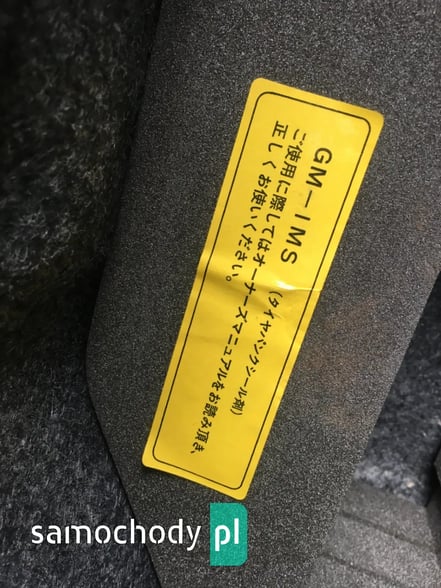 GM-IMS (タイヤパンクシール剤)
ご使用に際してはオーナーズマニュアルをお読み頂き、
正しくお使いください。
samochody pl